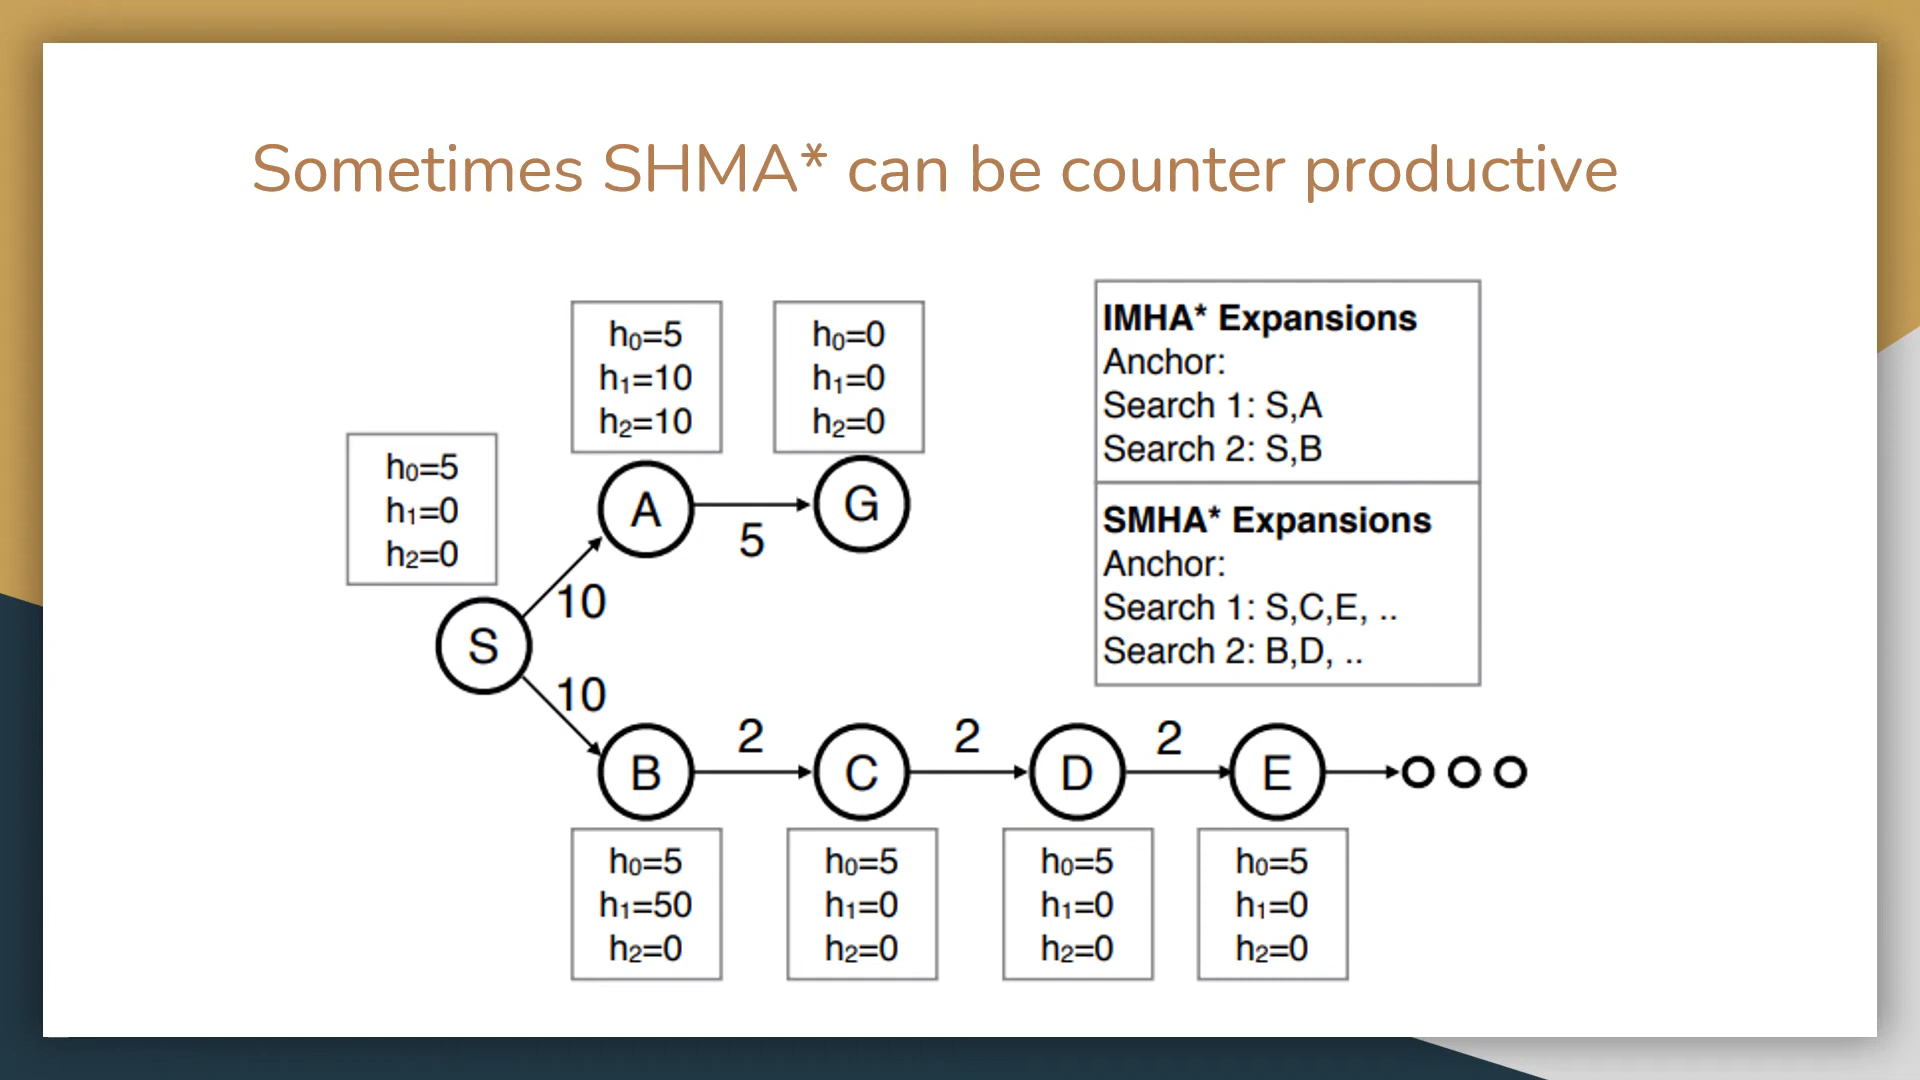 Sometimes SHMA* can be counter productive
h₀=5
h₁=10
h₂=10
h₀=0
h₁=0
h₂=0
IMHA* Expansions
Anchor:
Search 1: S,A
Search 2: S,B
SMHA* Expansions
Anchor:
Search 1: S,C,E, ..
Search 2: B,D, ..
h₀=5
h₁=0
h₂=0
A
G
5
10
S
10
B
2
C
2
D
2
E
h₀=5
h₁=50
h₂=0
h₀=5
h₁=0
h₂=0
h₀=5
h₁=0
h₂=0
h₀=5
h₁=0
h₂=0